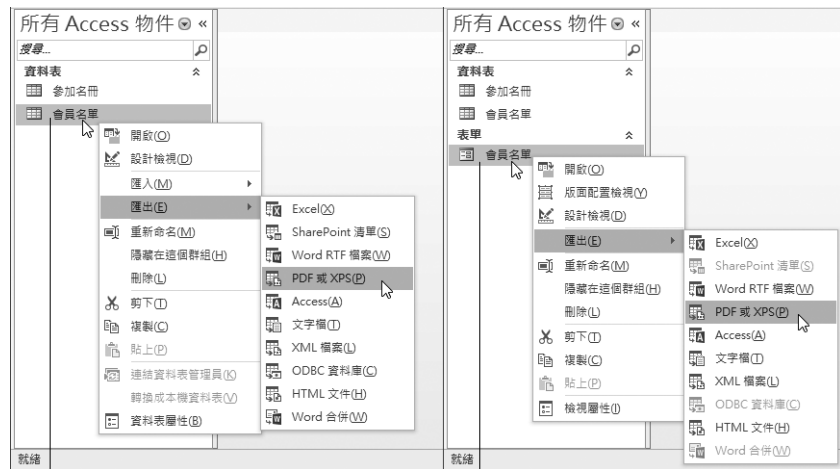 所有 Access 物件 «
搜尋...
資料表
參加名冊
會員名單
開啟(O)
設計檢視(D)
匯入(M)
匯出(E)
重新命名(M)
隱藏在這個群組(H)
刪除(L)
剪下(T)
複製(C)
貼上(P)
連結資料表管理員(K)
轉換成本機資料表(V)
資料表屬性(B)
Excel(X)
SharePoint 清單(S)
Word RTF 檔案(W)
PDF 或 XPS(P)
Access(A)
文字檔(T)
XML 檔案(L)
ODBC 資料庫(C)
HTML 文件(H)
Word 合併(W)
就緒
所有 Access 物件 «
搜尋...
資料表
參加名冊
會員名單
表單
會員名單
開啟(O)
版面配置檢視(Y)
設計檢視(D)
匯出(E)
重新命名(M)
隱藏在這個群組(H)
刪除(L)
剪下(T)
複製(C)
貼上(P)
檢視屬性(I)
Excel(X)
SharePoint 清單(S)
Word RTF 檔案(W)
PDF 或 XPS(P)
Access(A)
文字檔(T)
XML 檔案(L)
ODBC 資料庫(C)
HTML 文件(H)
Word 合併(W)
就緒